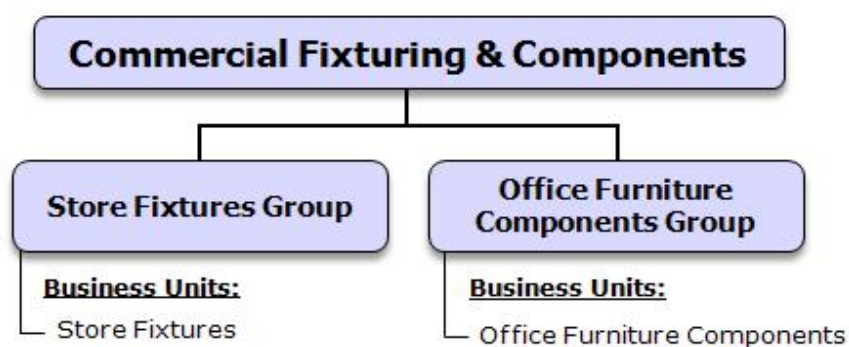 Commercial Fixturing & Components
Store Fixtures Group
Office Furniture
Components Group
Business Units:
Store Fixtures
Business Units:
Office Furniture Components